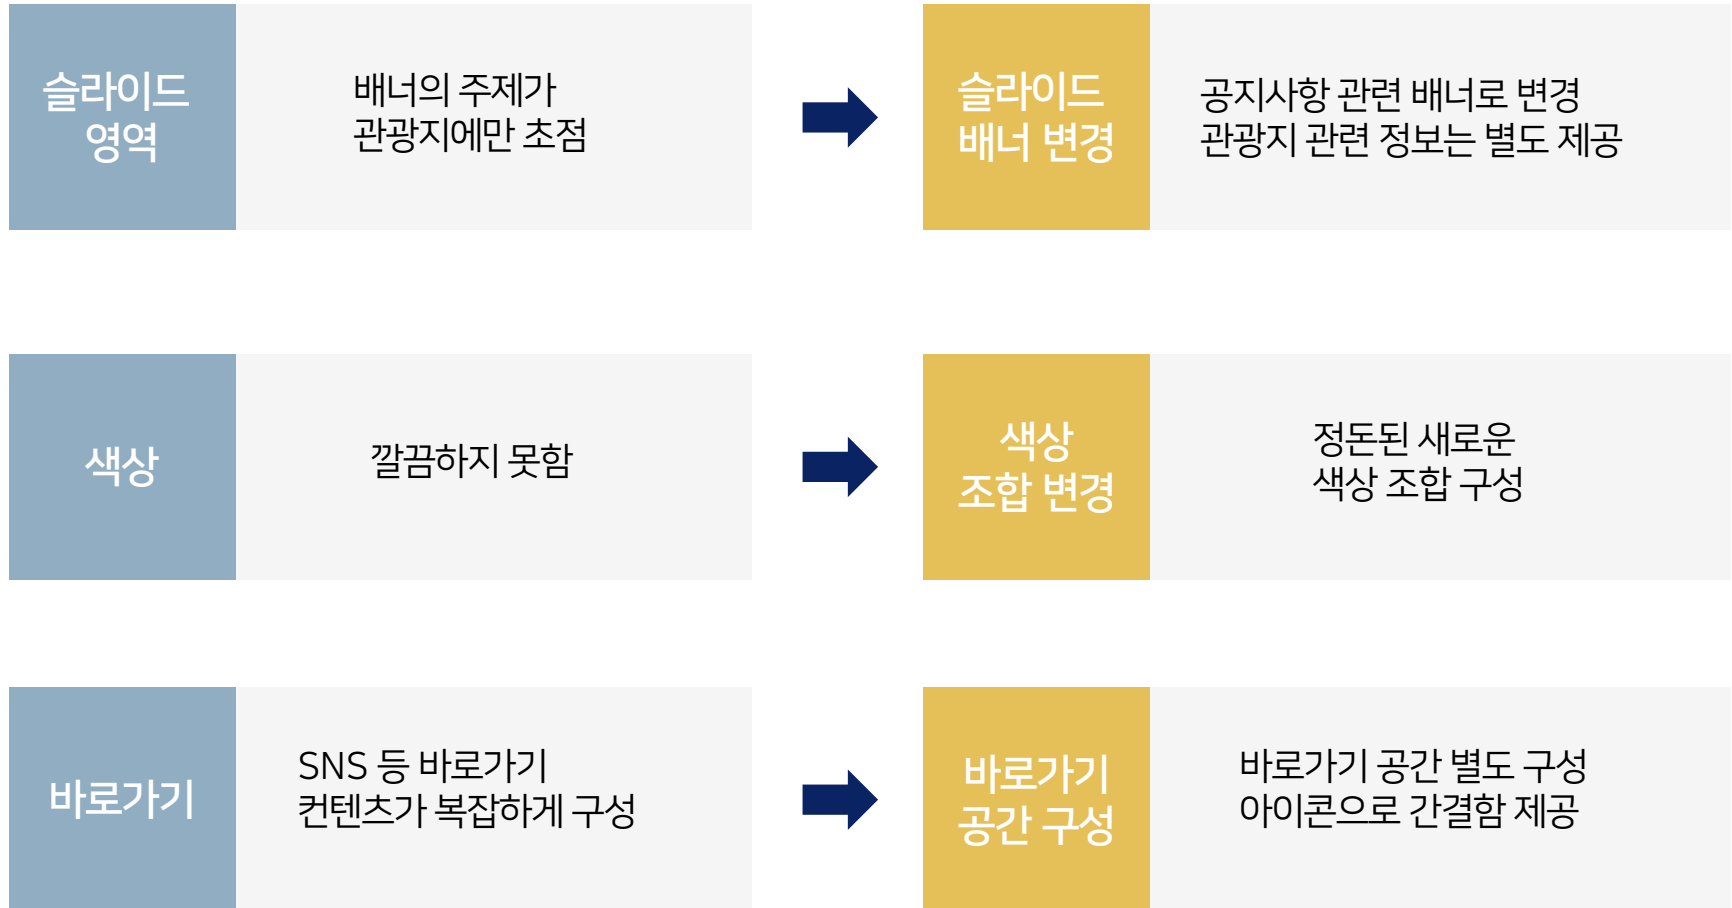 슬라이드
영역
배너의 주제가
관광지에만 초점
슬라이드
배너 변경
공지사항 관련 배너로 변경
관광지 관련 정보는 별도 제공
색상
깔끔하지 못함
색상
조합 변경
정돈된 새로운
색상 조합 구성
바로가기
SNS 등 바로가기
컨텐츠가 복잡하게 구성
바로가기
공간 구성
바로가기 공간 별도 구성
아이콘으로 간결함 제공